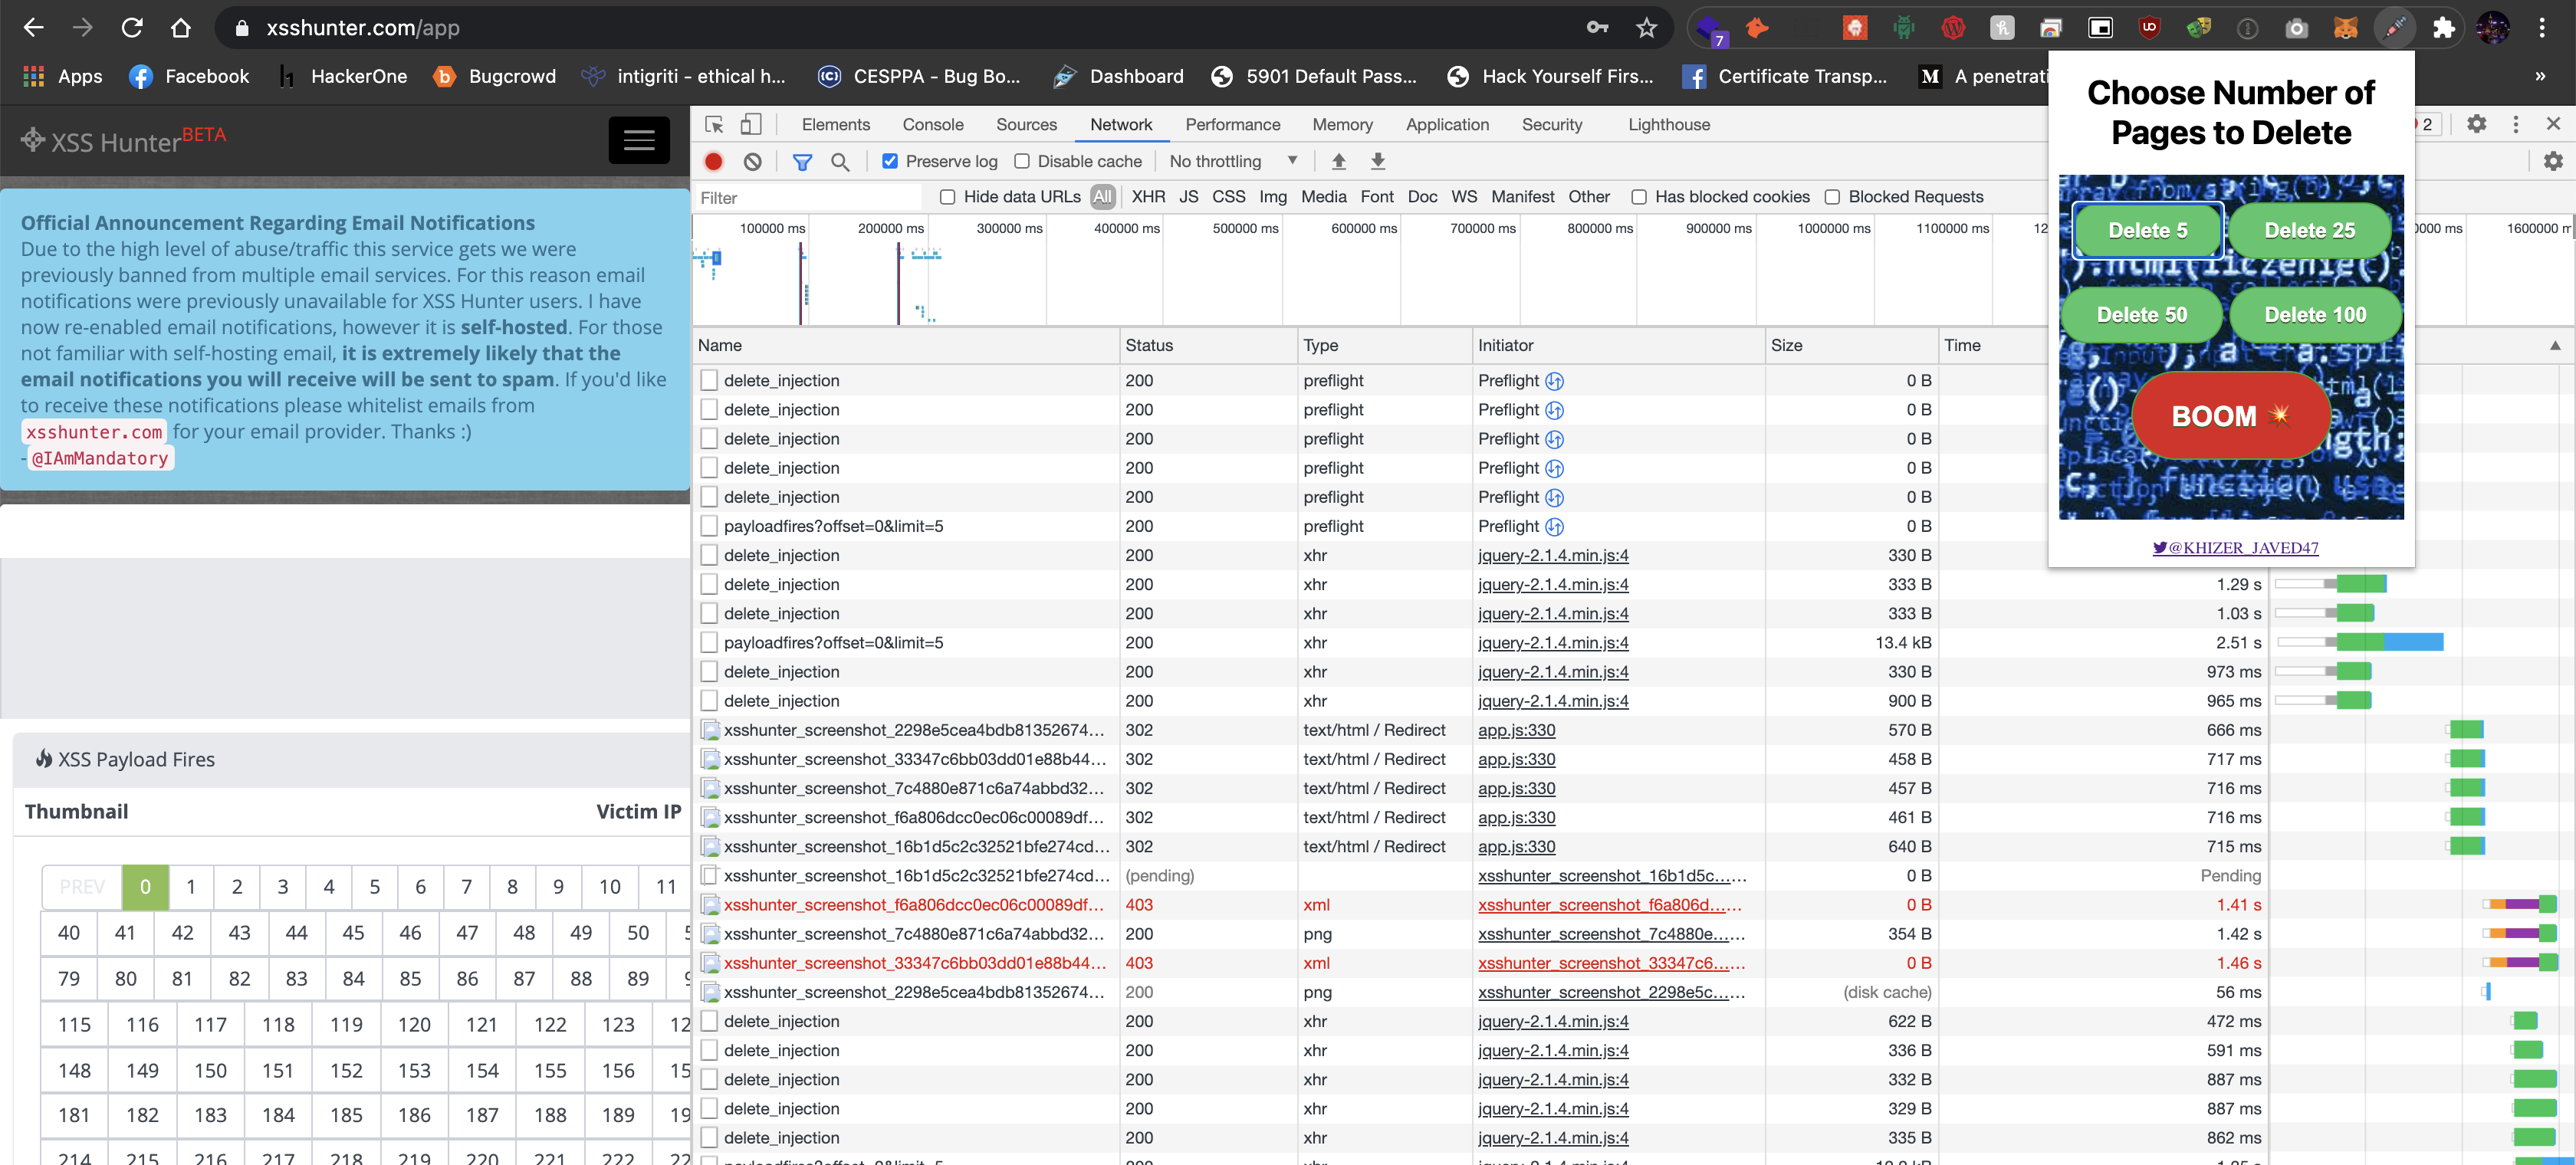 xsshunter.com/app
7
Apps Facebook HackerOne Bugcrowd intigriti - ethical h... CESPPA - Bug Bo... Dashboard 5901 Default Pass... Hack Yourself Firs... Certificate Transp... A penetrati »
XSS Hunter BETA
Official Announcement Regarding Email Notifications
Due to the high level of abuse/traffic this service gets we were
previously banned from multiple email services. For this reason email
notifications were previously unavailable for XSS Hunter users. I have
now re-enabled email notifications, however it is self-hosted. For those
not familiar with self-hosting email, it is extremely likely that the
email notifications you will receive will be sent to spam. If you'd like
to receive these notifications please whitelist emails from
xsshunter.com for your email provider. Thanks :)
-@IAmMandatory
XSS Payload Fires
Thumbnail Victim IP
PREV 0 1 2 3 4 5 6 7 8 9 10 11
40 41 42 43 44 45 46 47 48 49 50
79 80 81 82 83 84 85 86 87 88 89
115 116 117 118 119 120 121 122 123
148 149 150 151 152 153 154 155 156
181 182 183 184 185 186 187 188 189
214 215 216 217 218 219 220 221 222
Elements Console Sources Network Performance Memory Application Security Lighthouse 2
Preserve log Disable cache No throttling
Filter Hide data URLs All XHR JS CSS Img Media Font Doc WS Manifest Other Has blocked cookies Blocked Requests
100000 ms 200000 ms 300000 ms 400000 ms 500000 ms 600000 ms 700000 ms 800000 ms 900000 ms 1000000 ms 1100000 ms 12 0000 ms 1600000 m
Name Status Type Initiator Size Time
delete_injection 200 preflight Preflight 0 B
delete_injection 200 preflight Preflight 0 B
delete_injection 200 preflight Preflight 0 B
delete_injection 200 preflight Preflight 0 B
delete_injection 200 preflight Preflight 0 B
payloadfires?offset=0&limit=5 200 preflight Preflight 0 B
delete_injection 200 xhr jquery-2.1.4.min.js:4 330 B
delete_injection 200 xhr jquery-2.1.4.min.js:4 333 B 1.29 s
delete_injection 200 xhr jquery-2.1.4.min.js:4 333 B 1.03 s
payloadfires?offset=0&limit=5 200 xhr jquery-2.1.4.min.js:4 13.4 kB 2.51 s
delete_injection 200 xhr jquery-2.1.4.min.js:4 330 B 973 ms
delete_injection 200 xhr jquery-2.1.4.min.js:4 900 B 965 ms
xsshunter_screenshot_2298e5cea4bdb81352674... 302 text/html / Redirect app.js:330 570 B 666 ms
xsshunter_screenshot_33347c6bb03dd01e88b44... 302 text/html / Redirect app.js:330 458 B 717 ms
xsshunter_screenshot_7c4880e871c6a74abbd32... 302 text/html / Redirect app.js:330 457 B 716 ms
xsshunter_screenshot_f6a806dcc0ec06c00089df... 302 text/html / Redirect app.js:330 461 B 716 ms
xsshunter_screenshot_16b1d5c2c32521bfe274cd... 302 text/html / Redirect app.js:330 640 B 715 ms
xsshunter_screenshot_16b1d5c2c32521bfe274cd... (pending) xsshunter_screenshot_16b1d5c...... 0 B Pending
xsshunter_screenshot_f6a806dcc0ec06c00089df... 403 xml xsshunter_screenshot_f6a806d...... 0 B 1.41 s
xsshunter_screenshot_7c4880e871c6a74abbd32... 200 png xsshunter_screenshot_7c4880e...... 354 B 1.42 s
xsshunter_screenshot_33347c6bb03dd01e88b44... 403 xml xsshunter_screenshot_33347c6...... 0 B 1.46 s
xsshunter_screenshot_2298e5cea4bdb81352674... 200 png xsshunter_screenshot_2298e5c...... (disk cache) 56 ms
delete_injection 200 xhr jquery-2.1.4.min.js:4 622 B 472 ms
delete_injection 200 xhr jquery-2.1.4.min.js:4 336 B 591 ms
delete_injection 200 xhr jquery-2.1.4.min.js:4 332 B 887 ms
delete_injection 200 xhr jquery-2.1.4.min.js:4 329 B 887 ms
delete_injection 200 xhr jquery-2.1.4.min.js:4 335 B 862 ms
Choose Number of
Pages to Delete
Delete 5 Delete 25
Delete 50 Delete 100
BOOM 💥
@KHIZER_JAVED47